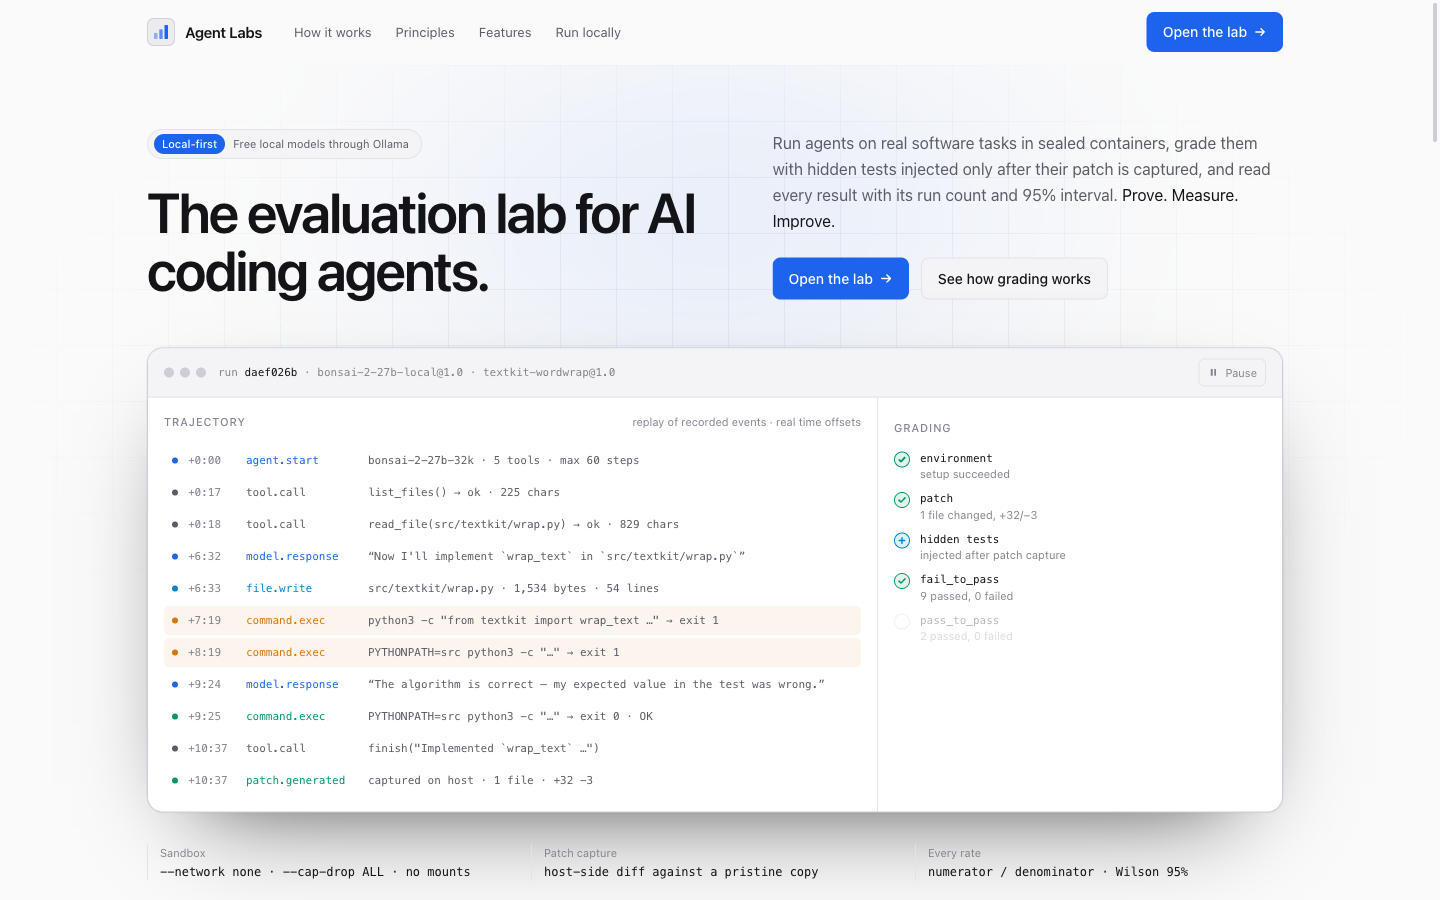 Agent Labs
How it works
Principles
Features
Run locally
Open the lab →
Local-first
Free local models through Ollama
The evaluation lab for AI
coding agents.
Run agents on real software tasks in sealed containers, grade them
with hidden tests injected only after their patch is captured, and read
every result with its run count and 95% interval. Prove. Measure.
Improve.
Open the lab →
See how grading works
run daef026b · bonsai-2-27b-local@1.0 · textkit-wordwrap@1.0
Pause
TRAJECTORY
replay of recorded events · real time offsets
+0:00 agent.start bonsai-2-27b-32k · 5 tools · max 60 steps
+0:17 tool.call list_files() → ok · 225 chars
+0:18 tool.call read_file(src/textkit/wrap.py) → ok · 829 chars
+6:32 model.response “Now I'll implement `wrap_text` in `src/textkit/wrap.py`”
+6:33 file.write src/textkit/wrap.py · 1,534 bytes · 54 lines
+7:19 command.exec python3 -c "from textkit import wrap_text …" → exit 1
+8:19 command.exec PYTHONPATH=src python3 -c "…" → exit 1
+9:24 model.response “The algorithm is correct — my expected value in the test was wrong.”
+9:25 command.exec PYTHONPATH=src python3 -c "…" → exit 0 · OK
+10:37 tool.call finish("Implemented `wrap_text` …")
+10:37 patch.generated captured on host · 1 file · +32 −3
GRADING
environment
setup succeeded
patch
1 file changed, +32/−3
hidden tests
injected after patch capture
fail_to_pass
9 passed, 0 failed
pass_to_pass
2 passed, 0 failed
Sandbox
--network none · --cap-drop ALL · no mounts
Patch capture
host-side diff against a pristine copy
Every rate
numerator / denominator · Wilson 95%